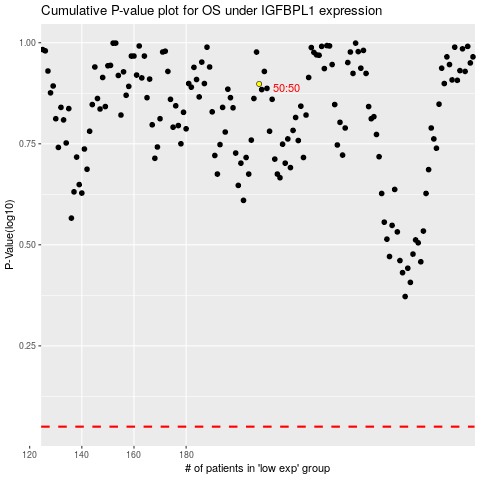 Cumulative P-value plot for OS under IGFBPL1 expression
1.00
50:50
0.75
P-Value(log10)
0.50
0.25
120 140 160 180
# of patients in 'low exp' group